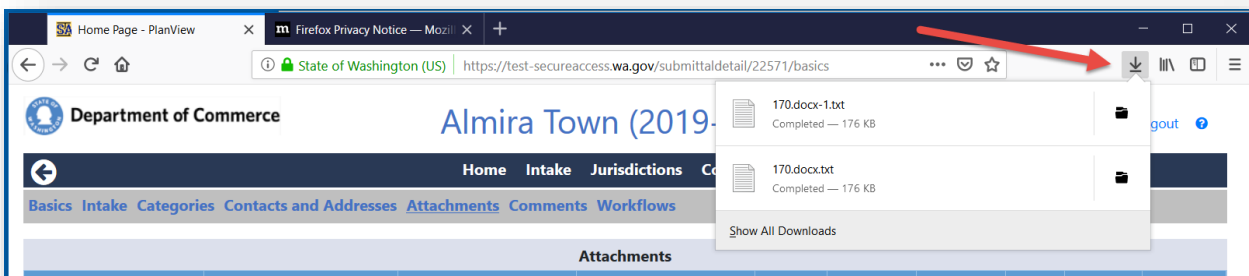 Home Page - PlanView
Firefox Privacy Notice — Mozill
State of Washington (US) https://test-secureaccess.wa.gov/submittaldetail/22571/basics
Department of Commerce
Almira Town (2019-
170.docx-1.txt
Completed — 176 KB
gout
Home Intake Jurisdictions Co
170.docx.txt
Completed — 176 KB
Basics Intake Categories Contacts and Addresses Attachments Comments Workflows
Show All Downloads
Attachments